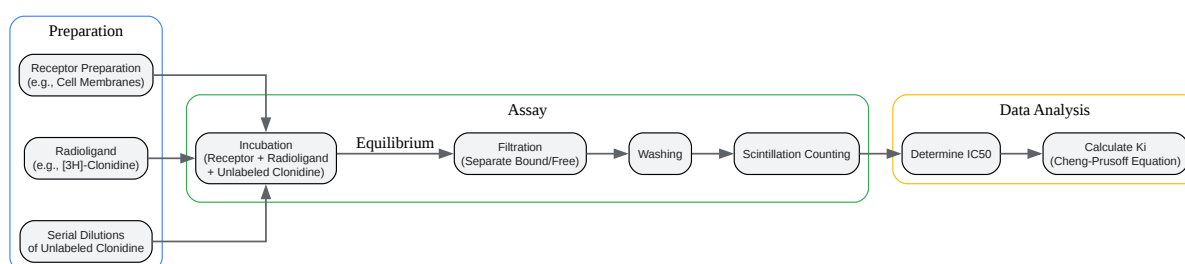 Preparation
Receptor Preparation
(e.g., Cell Membranes)
Radioligand
(e.g., [3H]-Clonidine)
Serial Dilutions
of Unlabeled Clonidine
Assay
Incubation
(Receptor + Radioligand
+ Unlabeled Clonidine)
Equilibrium
Filtration
(Separate Bound/Free)
Washing
Scintillation Counting
Data Analysis
Determine IC50
Calculate Ki
(Cheng-Prusoff Equation)